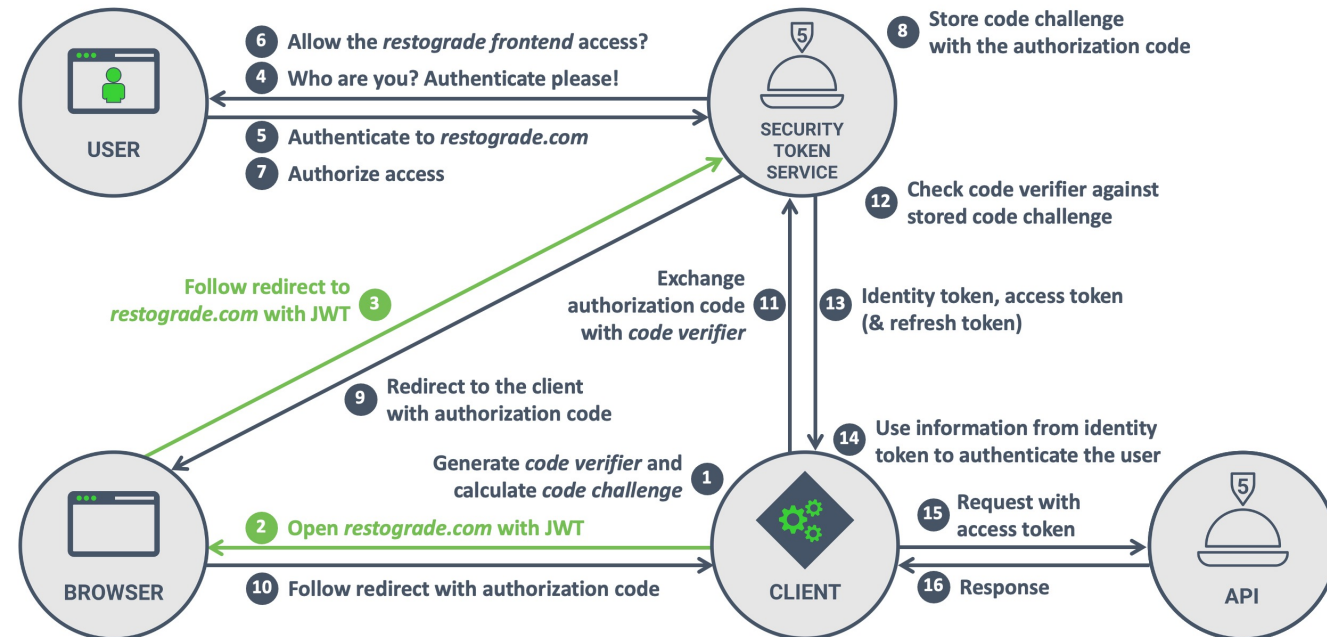 6 Allow the restograde frontend access?
4 Who are you? Authenticate please!
5 Authenticate to restograde.com
7 Authorize access
USER
5
SECURITY
TOKEN
SERVICE
8 Store code challenge
with the authorization code
12 Check code verifier against
stored code challenge
Follow redirect to
restograde.com with JWT
3
Exchange
authorization code
with code verifier
11
13 Identity token, access token
(& refresh token)
9 Redirect to the client
with authorization code
14 Use information from identity
token to authenticate the user
Generate code verifier and
calculate code challenge
1
2 Open restograde.com with JWT
10 Follow redirect with authorization code
BROWSER
CLIENT
15 Request with
access token
16 Response
5
API